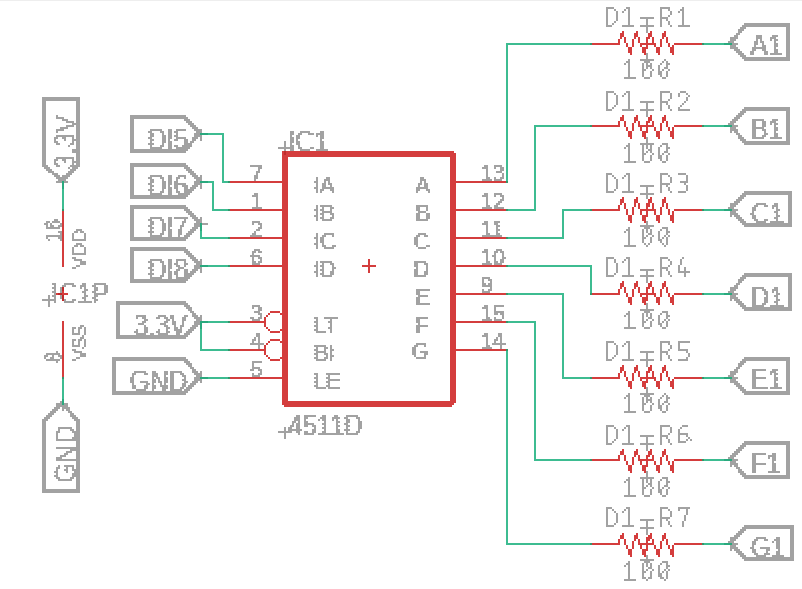 D1 R1
100
A1
D1 R2
100
B1
D1 R3
100
C1
D1 R4
100
D1
D1 R5
100
E1
D1 R6
100
F1
D1 R7
100
G1
3.3V
16
VDD
IC1P
8
VSS
GND
DI5
DI6
DI7
DI8
3.3V
GND
IC1
7 IA A 13
1 IB B 12
2 IC C 11
6 ID D 10
E 9
3 LT F 15
4 BI G 14
5 LE
4511D